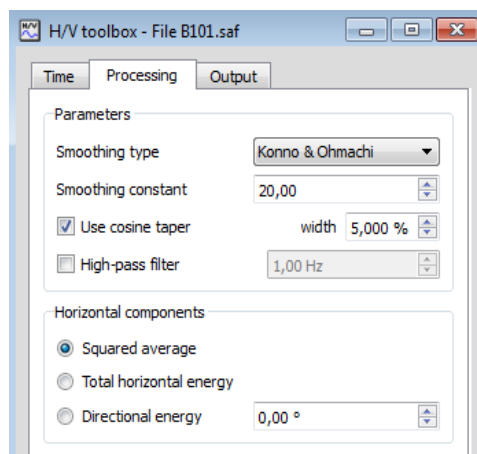 H/V toolbox - File B101.saf
Time Processing Output
Parameters
Smoothing type Konno & Ohmachi
Smoothing constant 20,00
Use cosine taper width 5,000 %
High-pass filter 1,00 Hz
Horizontal components
Squared average
Total horizontal energy
Directional energy 0,00 °